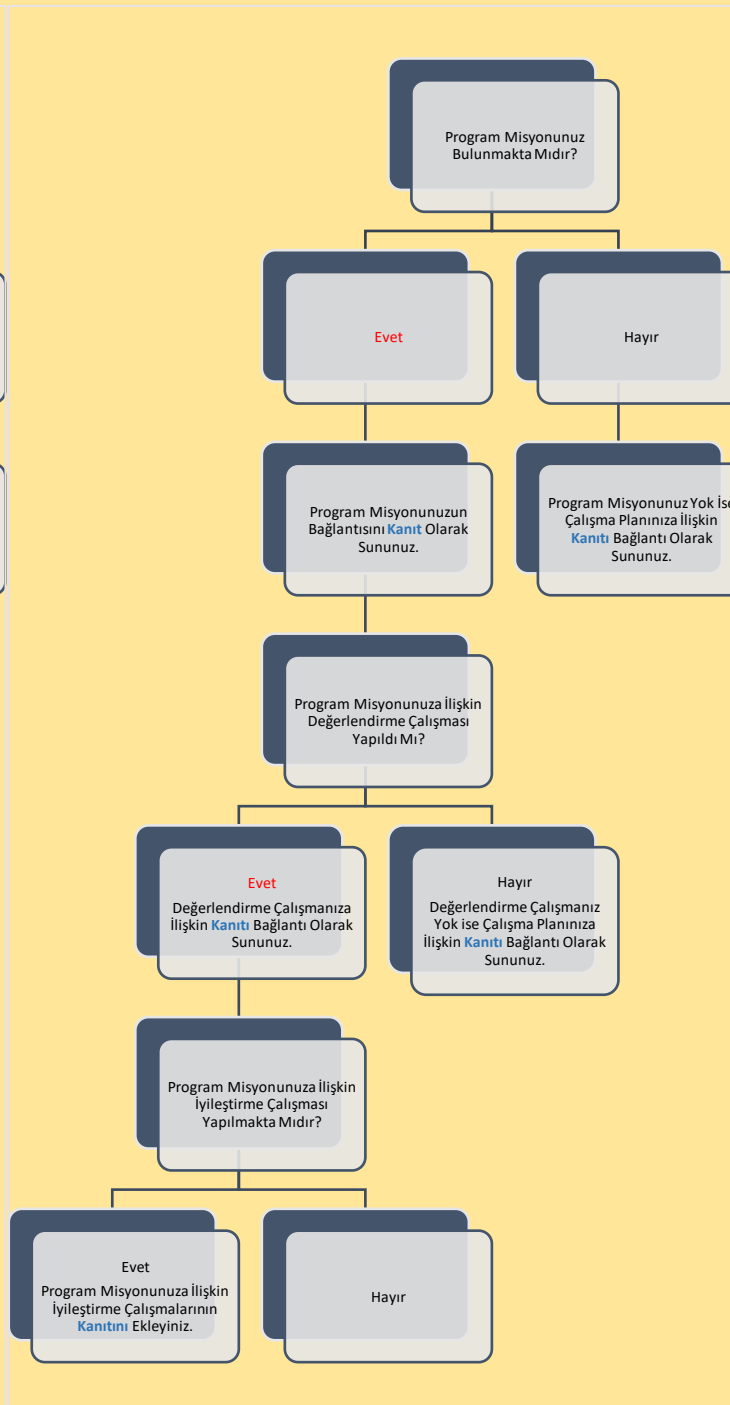 Program Misyonunuz
Bulunmakta Mıdır?
Evet
Hayır
Program Misyonunuzun
Bağlantısını Kanıt Olarak
Sununuz.
Program Misyonunuz Yok İse
Çalışma Planınıza İlişkin
Kanıtı Bağlantı Olarak
Sununuz.
Program Misyonunuza İlişkin
Değerlendirme Çalışması
Yapıldı Mı?
Evet
Değerlendirme Çalışmanıza
İlişkin Kanıtı Bağlantı Olarak
Sununuz.
Hayır
Değerlendirme Çalışmanız
Yok ise Çalışma Planınıza
İlişkin Kanıtı Bağlantı Olarak
Sununuz.
Program Misyonunuza İlişkin
İyileştirme Çalışması
Yapılmakta Mıdır?
Evet
Program Misyonunuza İlişkin
İyileştirme Çalışmalarının
Kanıtını Ekleyiniz.
Hayır